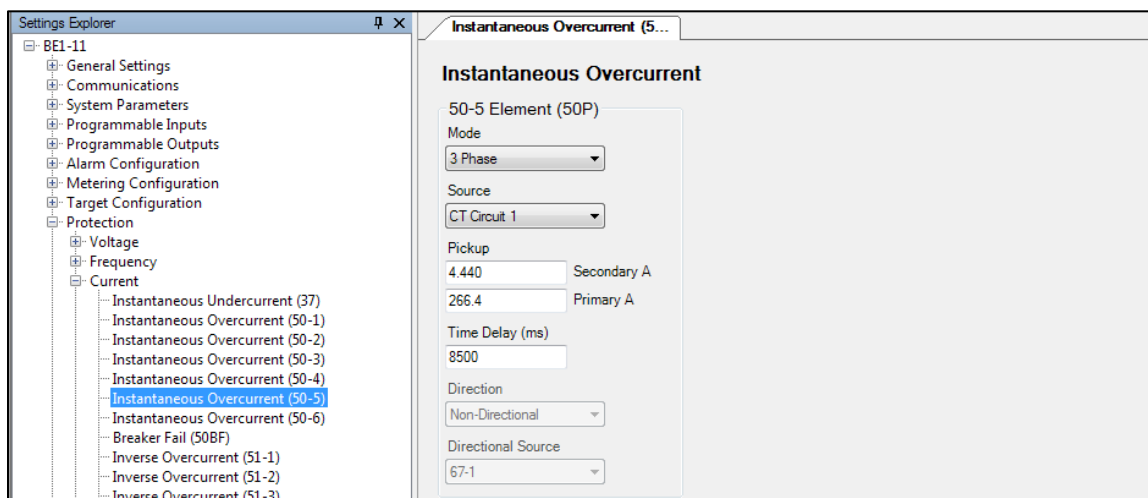 Settings Explorer
BE1-11
General Settings
Communications
System Parameters
Programmable Inputs
Programmable Outputs
Alarm Configuration
Metering Configuration
Target Configuration
Protection
Voltage
Frequency
Current
Instantaneous Undercurrent (37)
Instantaneous Overcurrent (50-1)
Instantaneous Overcurrent (50-2)
Instantaneous Overcurrent (50-3)
Instantaneous Overcurrent (50-4)
Instantaneous Overcurrent (50-5)
Instantaneous Overcurrent (50-6)
Breaker Fail (50BF)
Inverse Overcurrent (51-1)
Inverse Overcurrent (51-2)
Inverse Overcurrent (51-3)
Instantaneous Overcurrent (5...
Instantaneous Overcurrent
50-5 Element (50P)
Mode
3 Phase
Source
CT Circuit 1
Pickup
4.440 Secondary A
266.4 Primary A
Time Delay (ms)
8500
Direction
Non-Directional
Directional Source
67-1